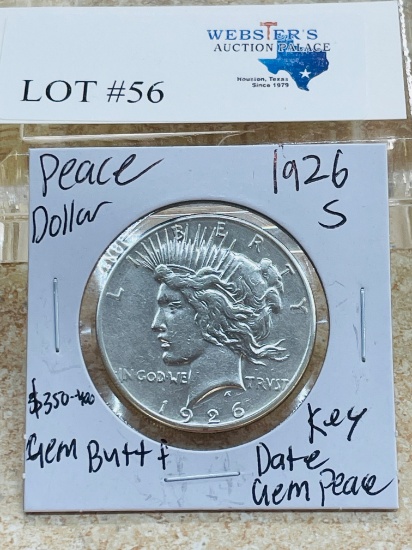 WEBSTER'S
AUCTION PALACE
Houston, Texas
Since 1979
LOT #56
Peace
Dollar
1926
S
LIBERTY
IN GOD WE TRVST
1926
$350-400
Gem Butt f
Key
Date
Gem Peace